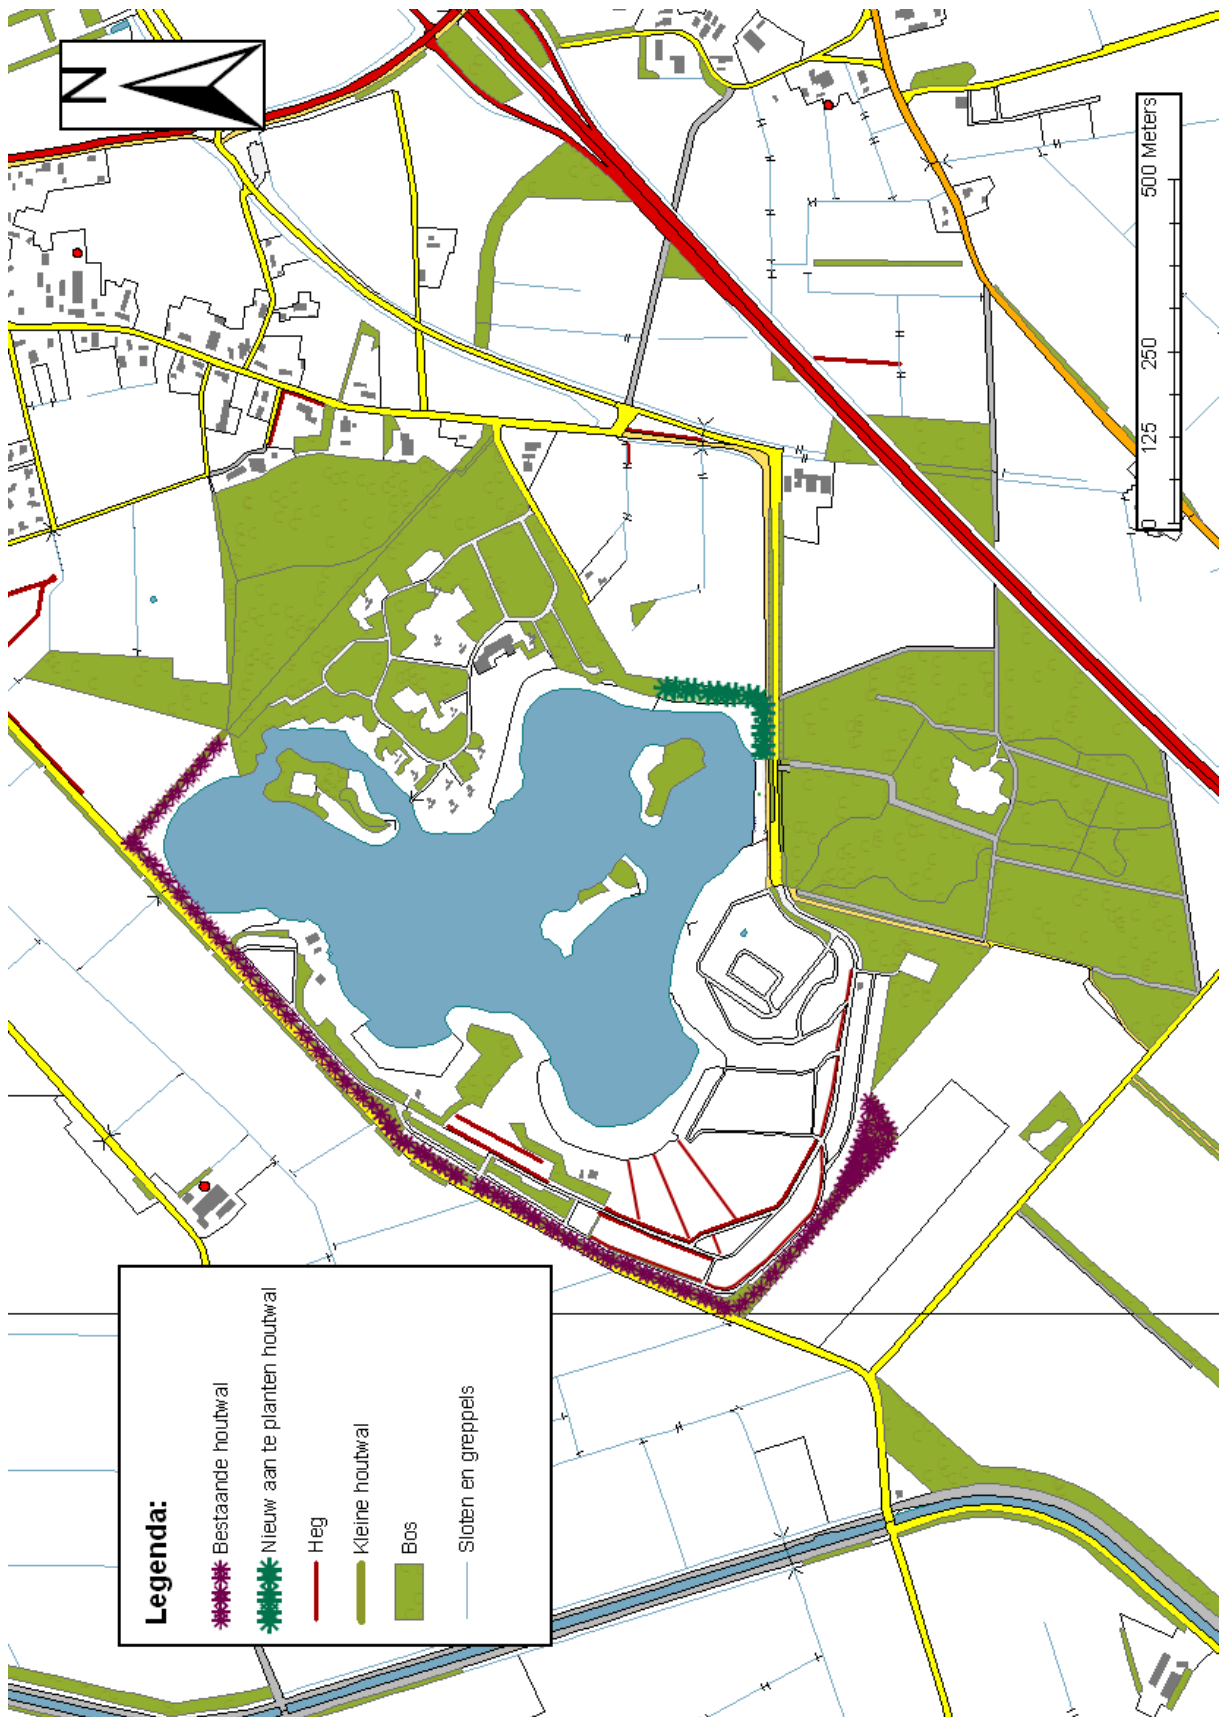 N
Legenda:
Bestaande houtwal
Nieuw aan te planten houtwal
Heg
Kleine houtwal
Bos
Sloten en greppels
0 125 250 500 Meters